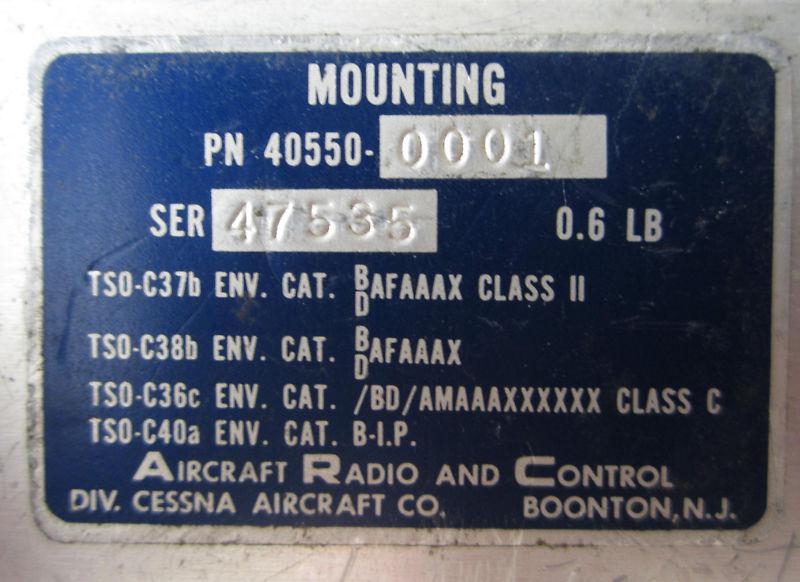 MOUNTING
PN 40550-0001
SER 47535 0.6 LB
TSO-C37b ENV. CAT. B/D AFAAAX CLASS II
TSO-C38b ENV. CAT. B/D AFAAAX
TSO-C36c ENV. CAT. /BD/AMAAAXXXXXX CLASS C
TSO-C40a ENV. CAT. B-I.P.
AIRCRAFT RADIO AND CONTROL
DIV. CESSNA AIRCRAFT CO. BOONTON, N.J.